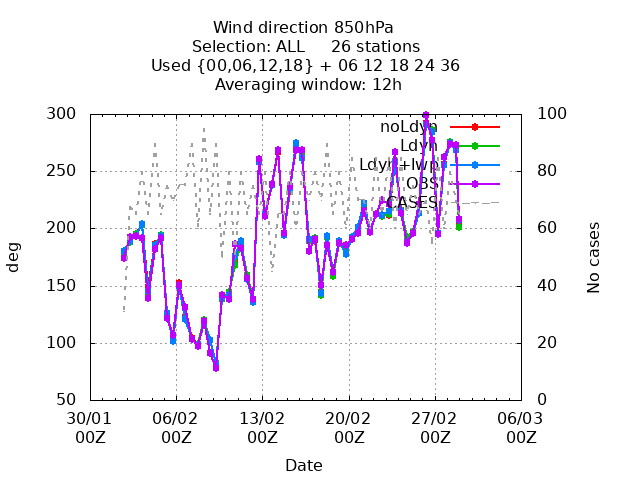 Wind direction 850hPa
Selection: ALL     26 stations
Used {00,06,12,18} + 06 12 18 24 36
Averaging window: 12h
noLdyn
Ldyn
Ldyn+lwp
OBS
CASES
300
250
200
150
100
50
deg
100
80
60
40
20
0
No cases
30/01 06/02 13/02 20/02 27/02 06/03
00Z 00Z 00Z 00Z 00Z 00Z
Date